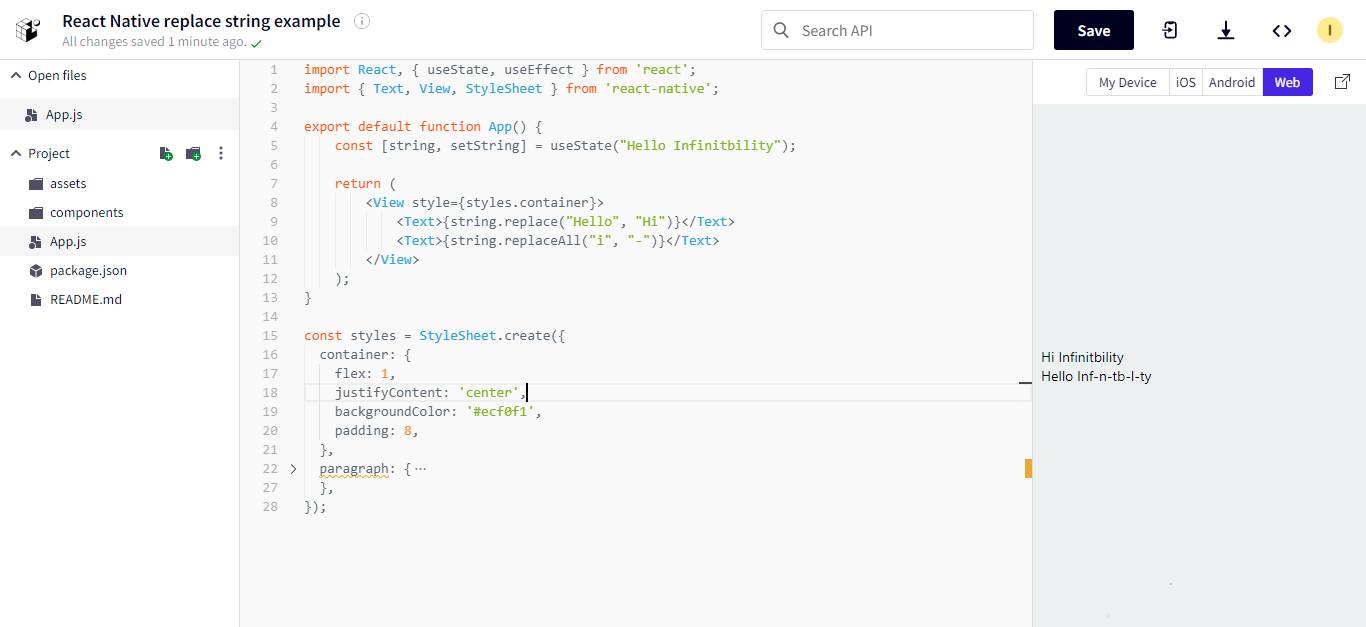 React Native replace string example
All changes saved 1 minute ago.
Search API
Save
I
Open files
App.js
Project
assets
components
App.js
package.json
README.md
1 import React, { useState, useEffect } from 'react';
2 import { Text, View, StyleSheet } from 'react-native';
3
4 export default function App() {
5     const [string, setString] = useState("Hello Infinitbility");
6
7     return (
8         <View style={styles.container}>
9             <Text>{string.replace("Hello", "Hi")}</Text>
10             <Text>{string.replaceAll("i", "-")}</Text>
11         </View>
12     );
13 }
14
15 const styles = StyleSheet.create({
16   container: {
17     flex: 1,
18     justifyContent: 'center',
19     backgroundColor: '#ecf0f1',
20     padding: 8,
21   },
22   paragraph: { ⋯
27   },
28 });
My Device iOS Android Web
Hi Infinitbility
Hello Inf-n-tb-l-ty